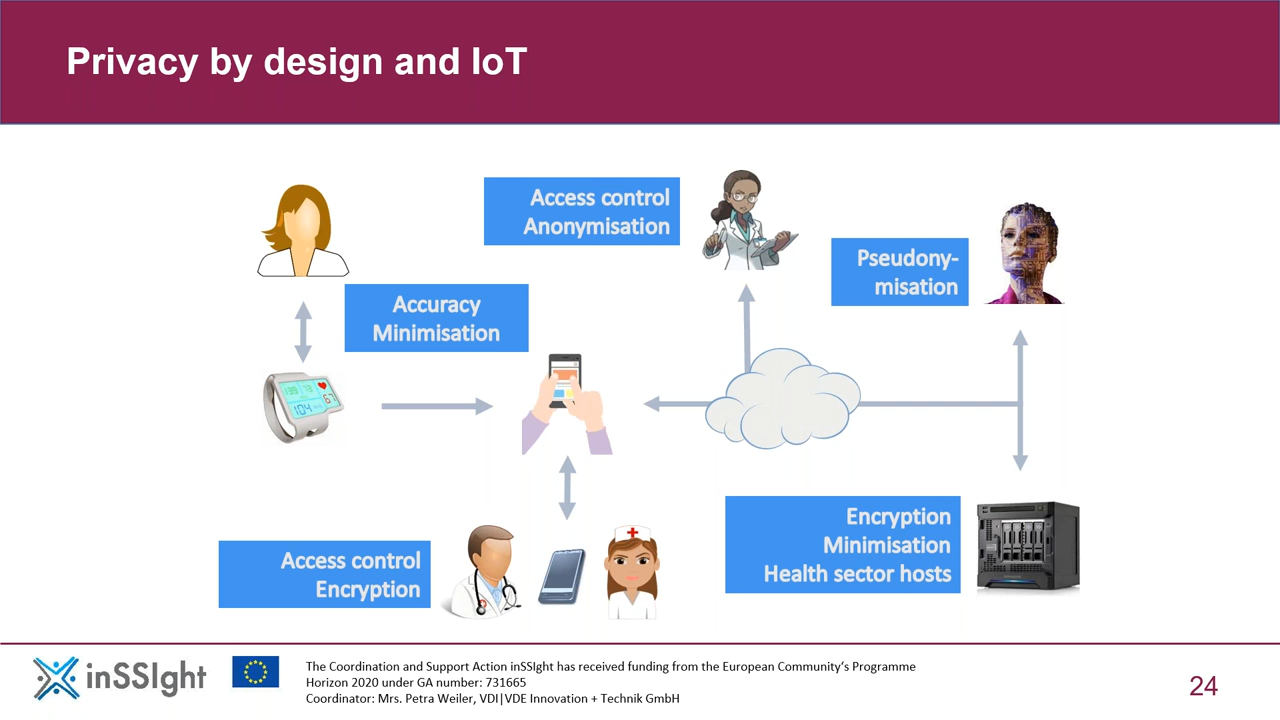 Privacy by design and IoT
Access control
Anonymisation
Pseudony-
misation
Accuracy
Minimisation
104
67
Encryption
Minimisation
Health sector hosts
Access control
Encryption
inSSIght
The Coordination and Support Action inSSIght has received funding from the European Community’s Programme
Horizon 2020 under GA number: 731665
Coordinator: Mrs. Petra Weiler, VDI|VDE Innovation + Technik GmbH
24